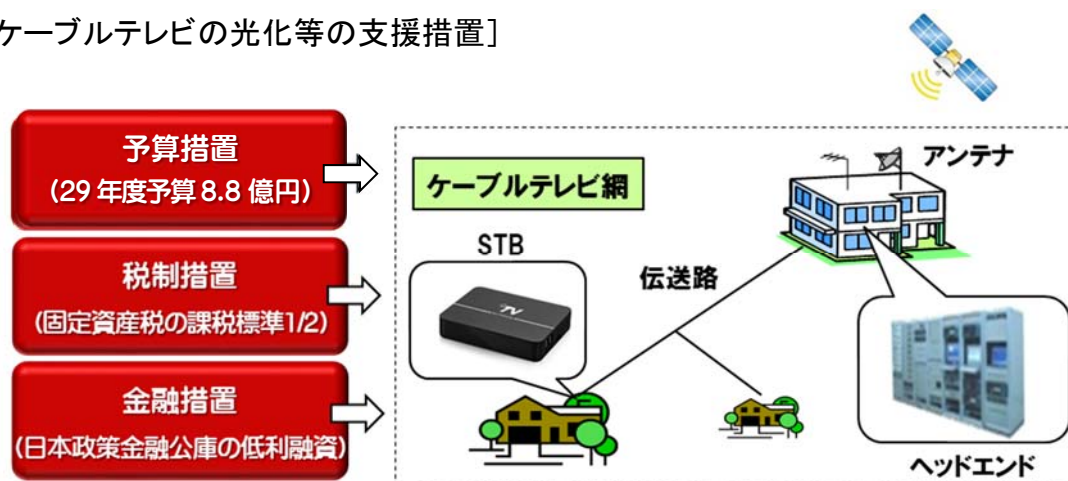 ケーブルテレビの光化等の支援措置］
予算措置
（29 年度予算 8.8 億円）
税制措置
（固定資産税の課税標準1/2）
金融措置
（日本政策金融公庫の低利融資）
ケーブルテレビ網
アンテナ
STB
TV
伝送路
ヘッドエンド